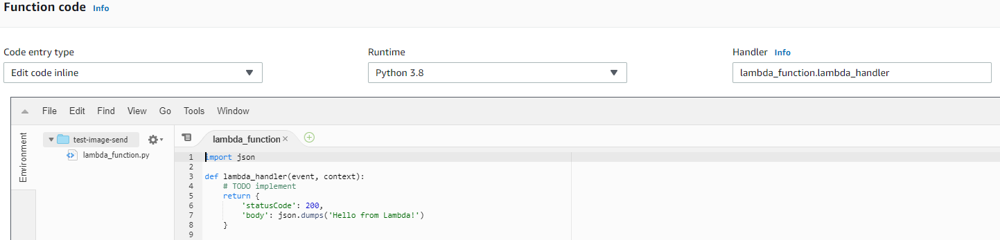 Function code Info
Code entry type Runtime Handler Info
Edit code inline Python 3.8 lambda_function.lambda_handler
File Edit Find View Go Tools Window
Environment
test-image-send
lambda_function.py
lambda_function
1 import json
2
3 def lambda_handler(event, context):
4     # TODO implement
5     return {
6         'statusCode': 200,
7         'body': json.dumps('Hello from Lambda!')
8     }
9